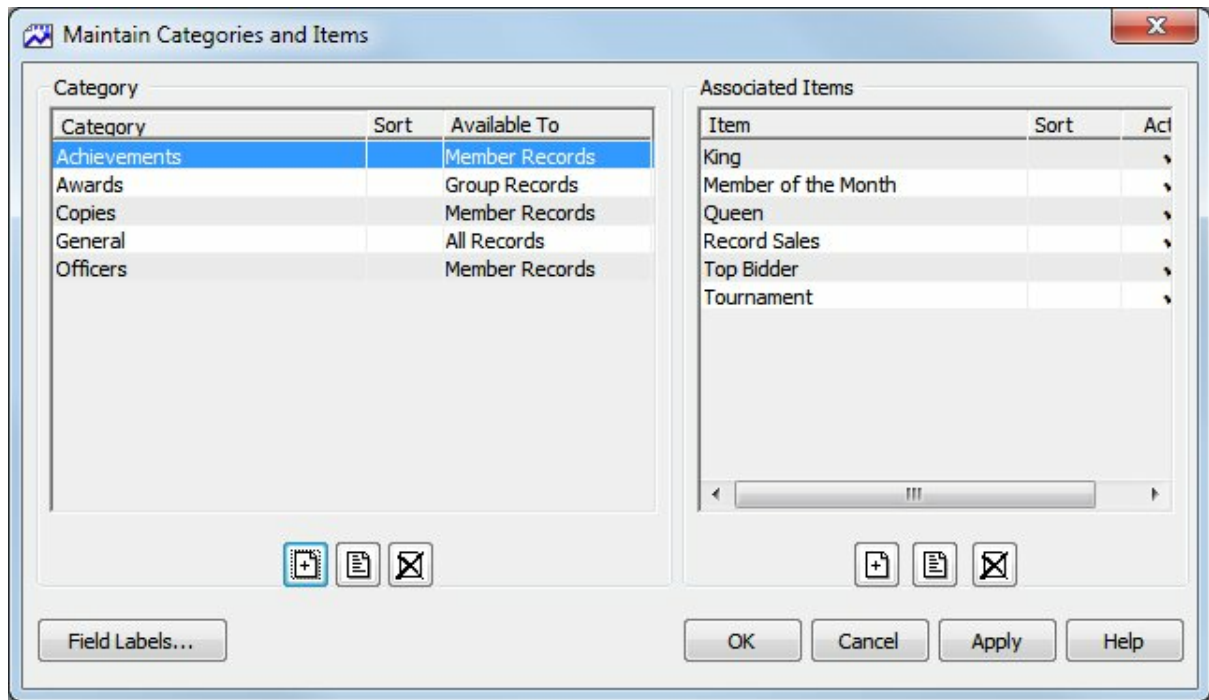 Maintain Categories and Items
Category
Category Sort Available To
Achievements Member Records
Awards Group Records
Copies Member Records
General All Records
Officers Member Records
Associated Items
Item Sort Act
King
Member of the Month
Queen
Record Sales
Top Bidder
Tournament
Field Labels...
OK Cancel Apply Help